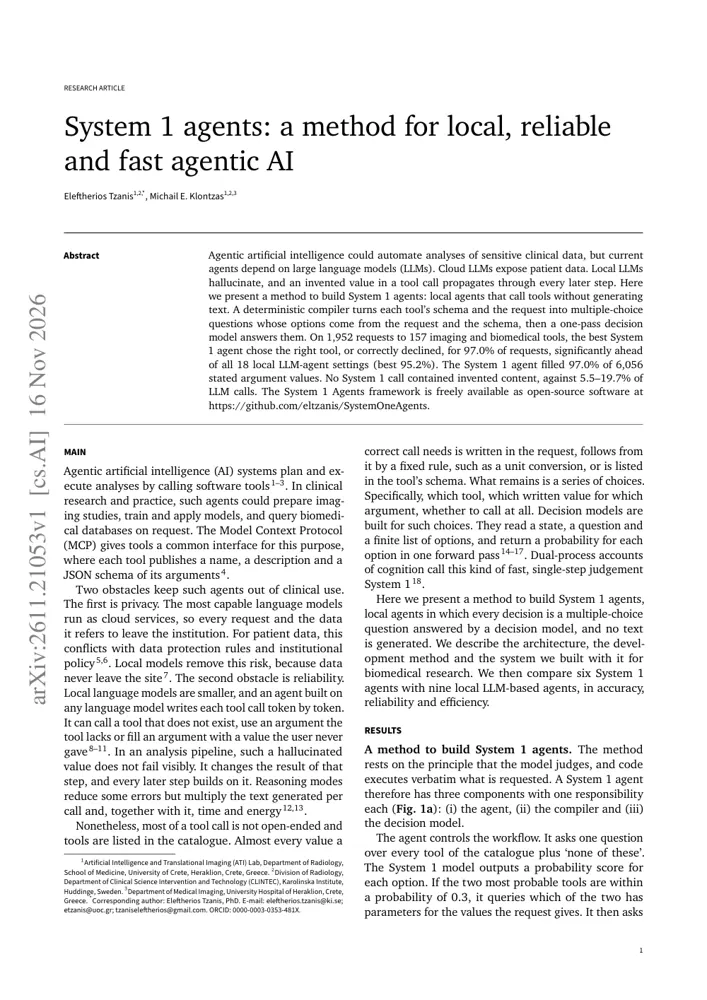 RESEARCH ARTICLE
System 1 agents: a method for local, reliable
and fast agentic AI
Eleftherios Tzanis1,2,*, Michail E. Klontzas1,2,3
Abstract
Agentic artificial intelligence could automate analyses of sensitive clinical data, but current
agents depend on large language models (LLMs). Cloud LLMs expose patient data. Local LLMs
hallucinate, and an invented value in a tool call propagates through every later step. Here
we present a method to build System 1 agents: local agents that call tools without generating
text. A deterministic compiler turns each tool's schema and the request into multiple-choice
questions whose options come from the request and the schema, then a one-pass decision
model answers them. On 1,952 requests to 157 imaging and biomedical tools, the best System
1 agent chose the right tool, or correctly declined, for 97.0% of requests, significantly ahead
of all 18 local LLM-agent settings (best 95.2%). The System 1 agent filled 97.0% of 6,056
stated argument values. No System 1 call contained invented content, against 5.5–19.7% of
LLM calls. The System 1 Agents framework is freely available as open-source software at
https://github.com/eltzanis/SystemOneAgents.
arXiv:2611.21053v1 [cs.AI] 16 Nov 2026
MAIN
Agentic artificial intelligence (AI) systems plan and ex-
ecute analyses by calling software tools1–3. In clinical
research and practice, such agents could prepare imag-
ing studies, train and apply models, and query biomedi-
cal databases on request. The Model Context Protocol
(MCP) gives tools a common interface for this purpose,
where each tool publishes a name, a description and a
JSON schema of its arguments4.
Two obstacles keep such agents out of clinical use.
The first is privacy. The most capable language models
run as cloud services, so every request and the data
it refers to leave the institution. For patient data, this
conflicts with data protection rules and institutional
policy5,6. Local models remove this risk, because data
never leave the site7. The second obstacle is reliability.
Local language models are smaller, and an agent built on
any language model writes each tool call token by token.
It can call a tool that does not exist, use an argument the
tool lacks or fill an argument with a value the user never
gave8–11. In an analysis pipeline, such a hallucinated
value does not fail visibly. It changes the result of that
step, and every later step builds on it. Reasoning modes
reduce some errors but multiply the text generated per
call and, together with it, time and energy12,13.
Nonetheless, most of a tool call is not open-ended and
tools are listed in the catalogue. Almost every value a
1Artificial Intelligence and Translational Imaging (ATI) Lab, Department of Radiology,
School of Medicine, University of Crete, Heraklion, Crete, Greece. 2Division of Radiology,
Department of Clinical Science Intervention and Technology (CLINTEC), Karolinska Institute,
Huddinge, Sweden. 3Department of Medical Imaging, University Hospital of Heraklion, Crete,
Greece. *Corresponding author: Eleftherios Tzanis, PhD. E-mail: eleftherios.tzanis@ki.se;
etzanis@uoc.gr; tzaniseleftherios@gmail.com. ORCID: 0000-0003-0353-481X.
correct call needs is written in the request, follows from
it by a fixed rule, such as a unit conversion, or is listed
in the tool's schema. What remains is a series of choices.
Specifically, which tool, which written value for which
argument, whether to call at all. Decision models are
built for such choices. They read a state, a question and
a finite list of options, and return a probability for each
option in one forward pass14–17. Dual-process accounts
of cognition call this kind of fast, single-step judgement
System 118.
Here we present a method to build System 1 agents,
local agents in which every decision is a multiple-choice
question answered by a decision model, and no text
is generated. We describe the architecture, the devel-
opment method and the system we built with it for
biomedical research. We then compare six System 1
agents with nine local LLM-based agents, in accuracy,
reliability and efficiency.
RESULTS
A method to build System 1 agents. The method
rests on the principle that the model judges, and code
executes verbatim what is requested. A System 1 agent
therefore has three components with one responsibility
each (Fig. 1a): (i) the agent, (ii) the compiler and (iii)
the decision model.
The agent controls the workflow. It asks one question
over every tool of the catalogue plus ‘none of these’.
The System 1 model outputs a probability score for
each option. If the two most probable tools are within
a probability of 0.3, it queries which of the two has
parameters for the values the request gives. It then asks
1